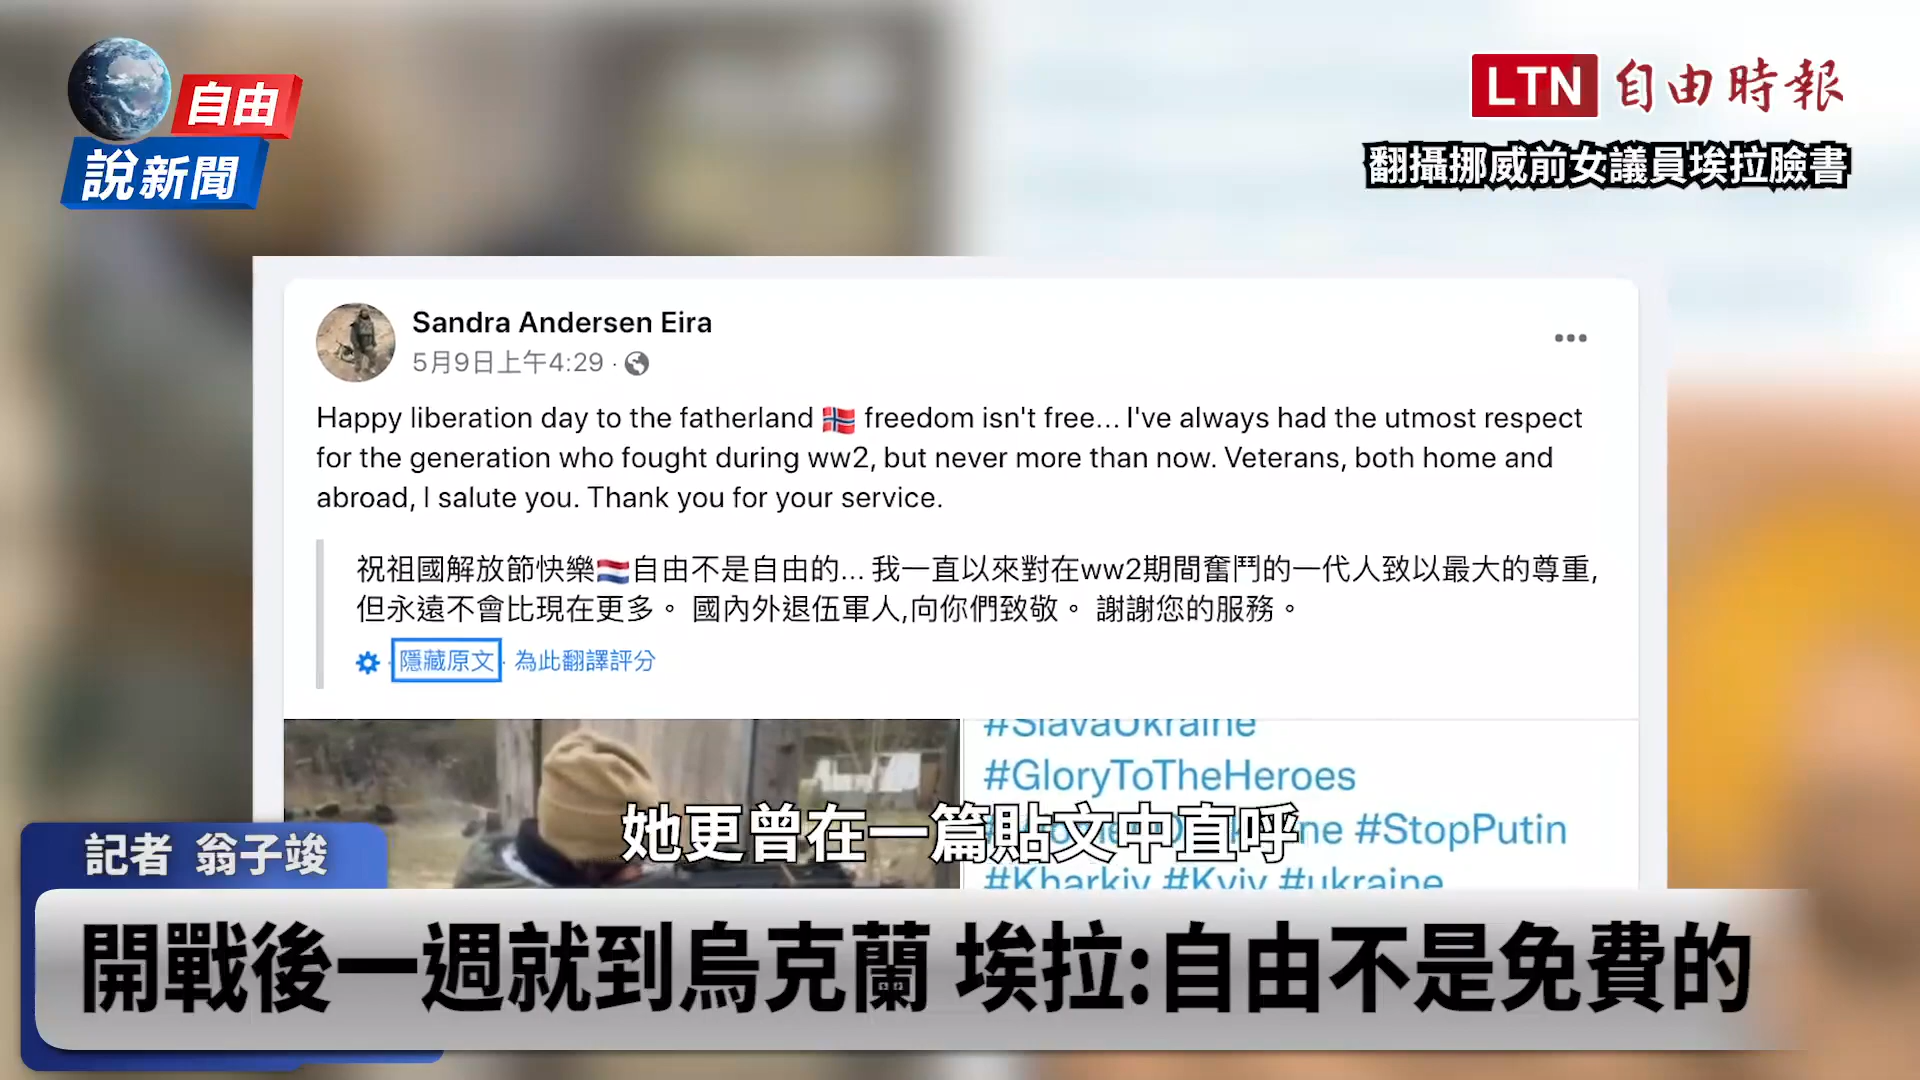 自由
說新聞
LTN 自由時報
翻攝挪威前女議員埃拉臉書
Sandra Andersen Eira
5月9日上午4:29 ·
Happy liberation day to the fatherland 🇳🇴 freedom isn't free... I've always had the utmost respect
for the generation who fought during ww2, but never more than now. Veterans, both home and
abroad, I salute you. Thank you for your service.
祝祖國解放節快樂🇳🇱自由不是自由的... 我一直以來對在ww2期間奮鬥的一代人致以最大的尊重,
但永遠不會比現在更多。 國內外退伍軍人,向你們致敬。 謝謝您的服務。
· 隱藏原文 · 為此翻譯評分
#SlavaUkraine
#GloryToTheHeroes
#StopPutin
#Kharkiv #Kyiv #ukraine
她更曾在一篇貼文中直呼
記者 翁子竣
開戰後一週就到烏克蘭 埃拉:自由不是免費的